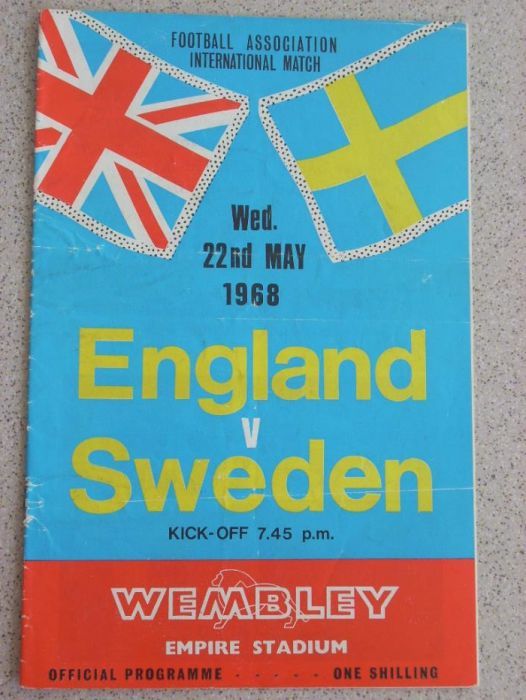 FOOTBALL ASSOCIATION
INTERNATIONAL MATCH
Wed.
22nd MAY
1968
England
v
Sweden
KICK-OFF 7.45 p.m.
WEMBLEY
EMPIRE STADIUM
OFFICIAL PROGRAMME - - - - - ONE SHILLING